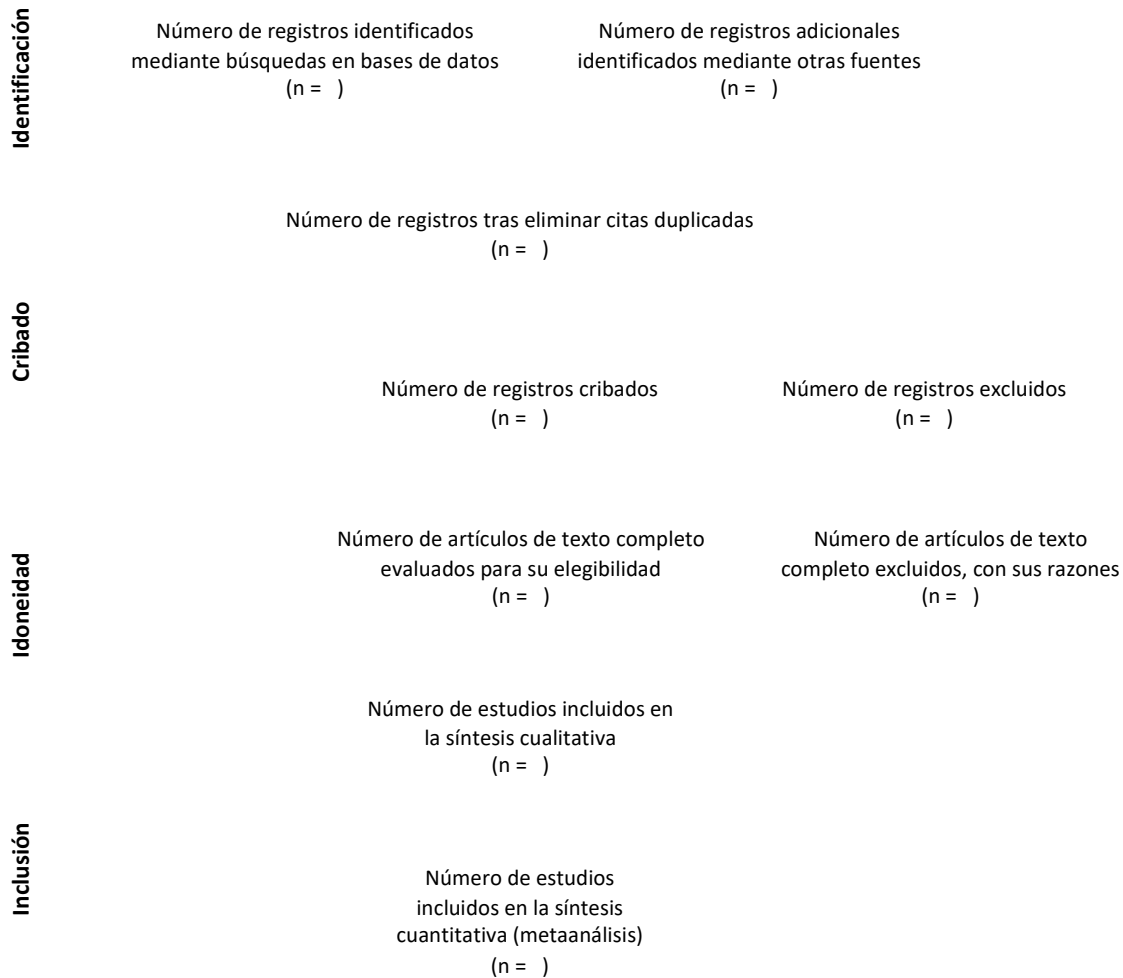 Identificación
Número de registros identificados
mediante búsquedas en bases de datos
(n =   )
Número de registros adicionales
identificados mediante otras fuentes
(n =   )
Número de registros tras eliminar citas duplicadas
(n =   )
Cribado
Número de registros cribados
(n =   )
Número de registros excluidos
(n =   )
Idoneidad
Número de artículos de texto completo
evaluados para su elegibilidad
(n =   )
Número de artículos de texto
completo excluidos, con sus razones
(n =   )
Número de estudios incluidos en
la síntesis cualitativa
(n =   )
Inclusión
Número de estudios
incluidos en la síntesis
cuantitativa (metaanálisis)
(n =   )